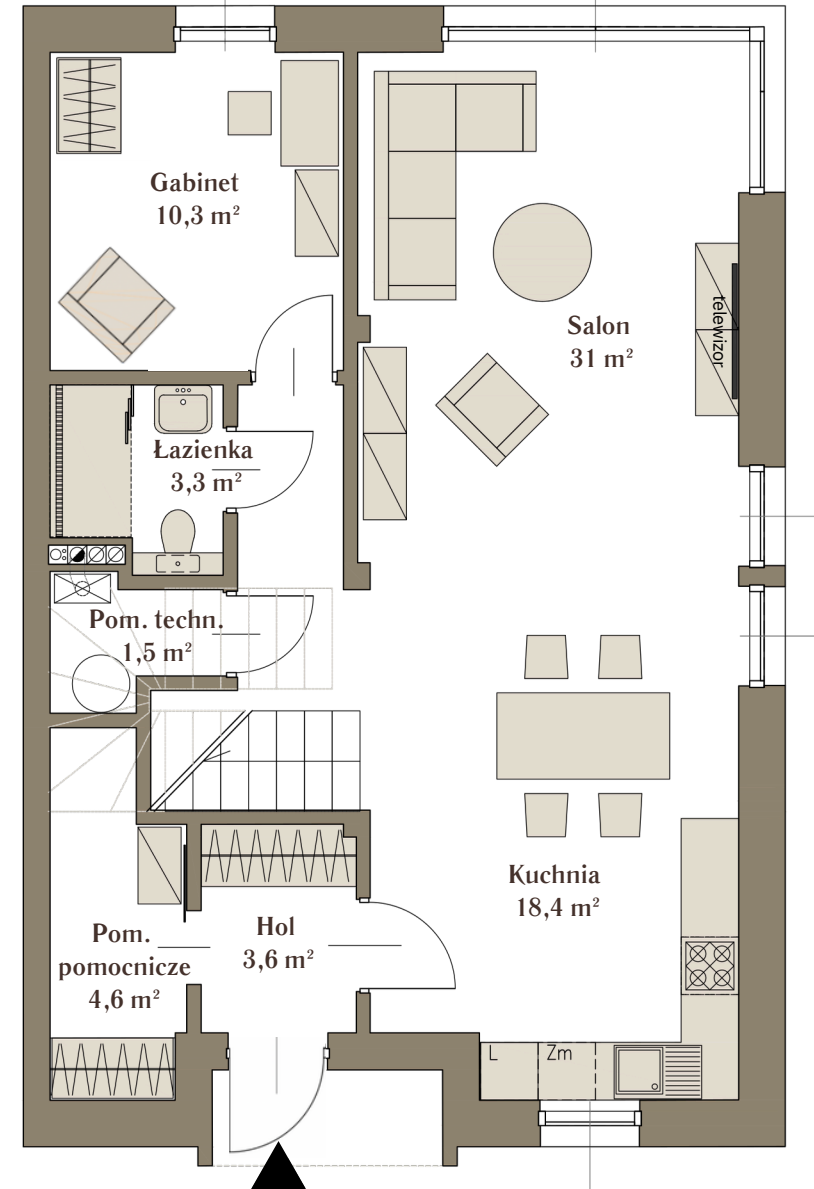 Gabinet
10,3 m²
Salon
31 m²
telewizor
Łazienka
3,3 m²
Pom. techn.
1,5 m²
Kuchnia
18,4 m²
Hol
3,6 m²
Pom.
pomocnicze
4,6 m²
L
Zm